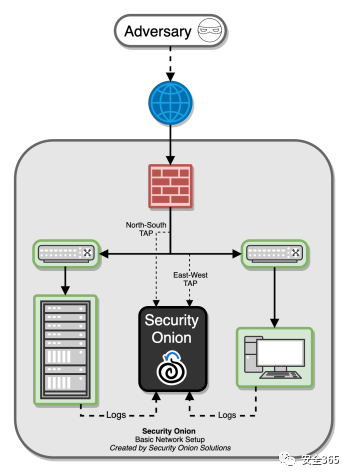 Adversary
North-South
TAP
East-West
TAP
Security
Onion
Logs
Logs
Security Onion
Basic Network Setup
Created by Security Onion Solutions
安全365